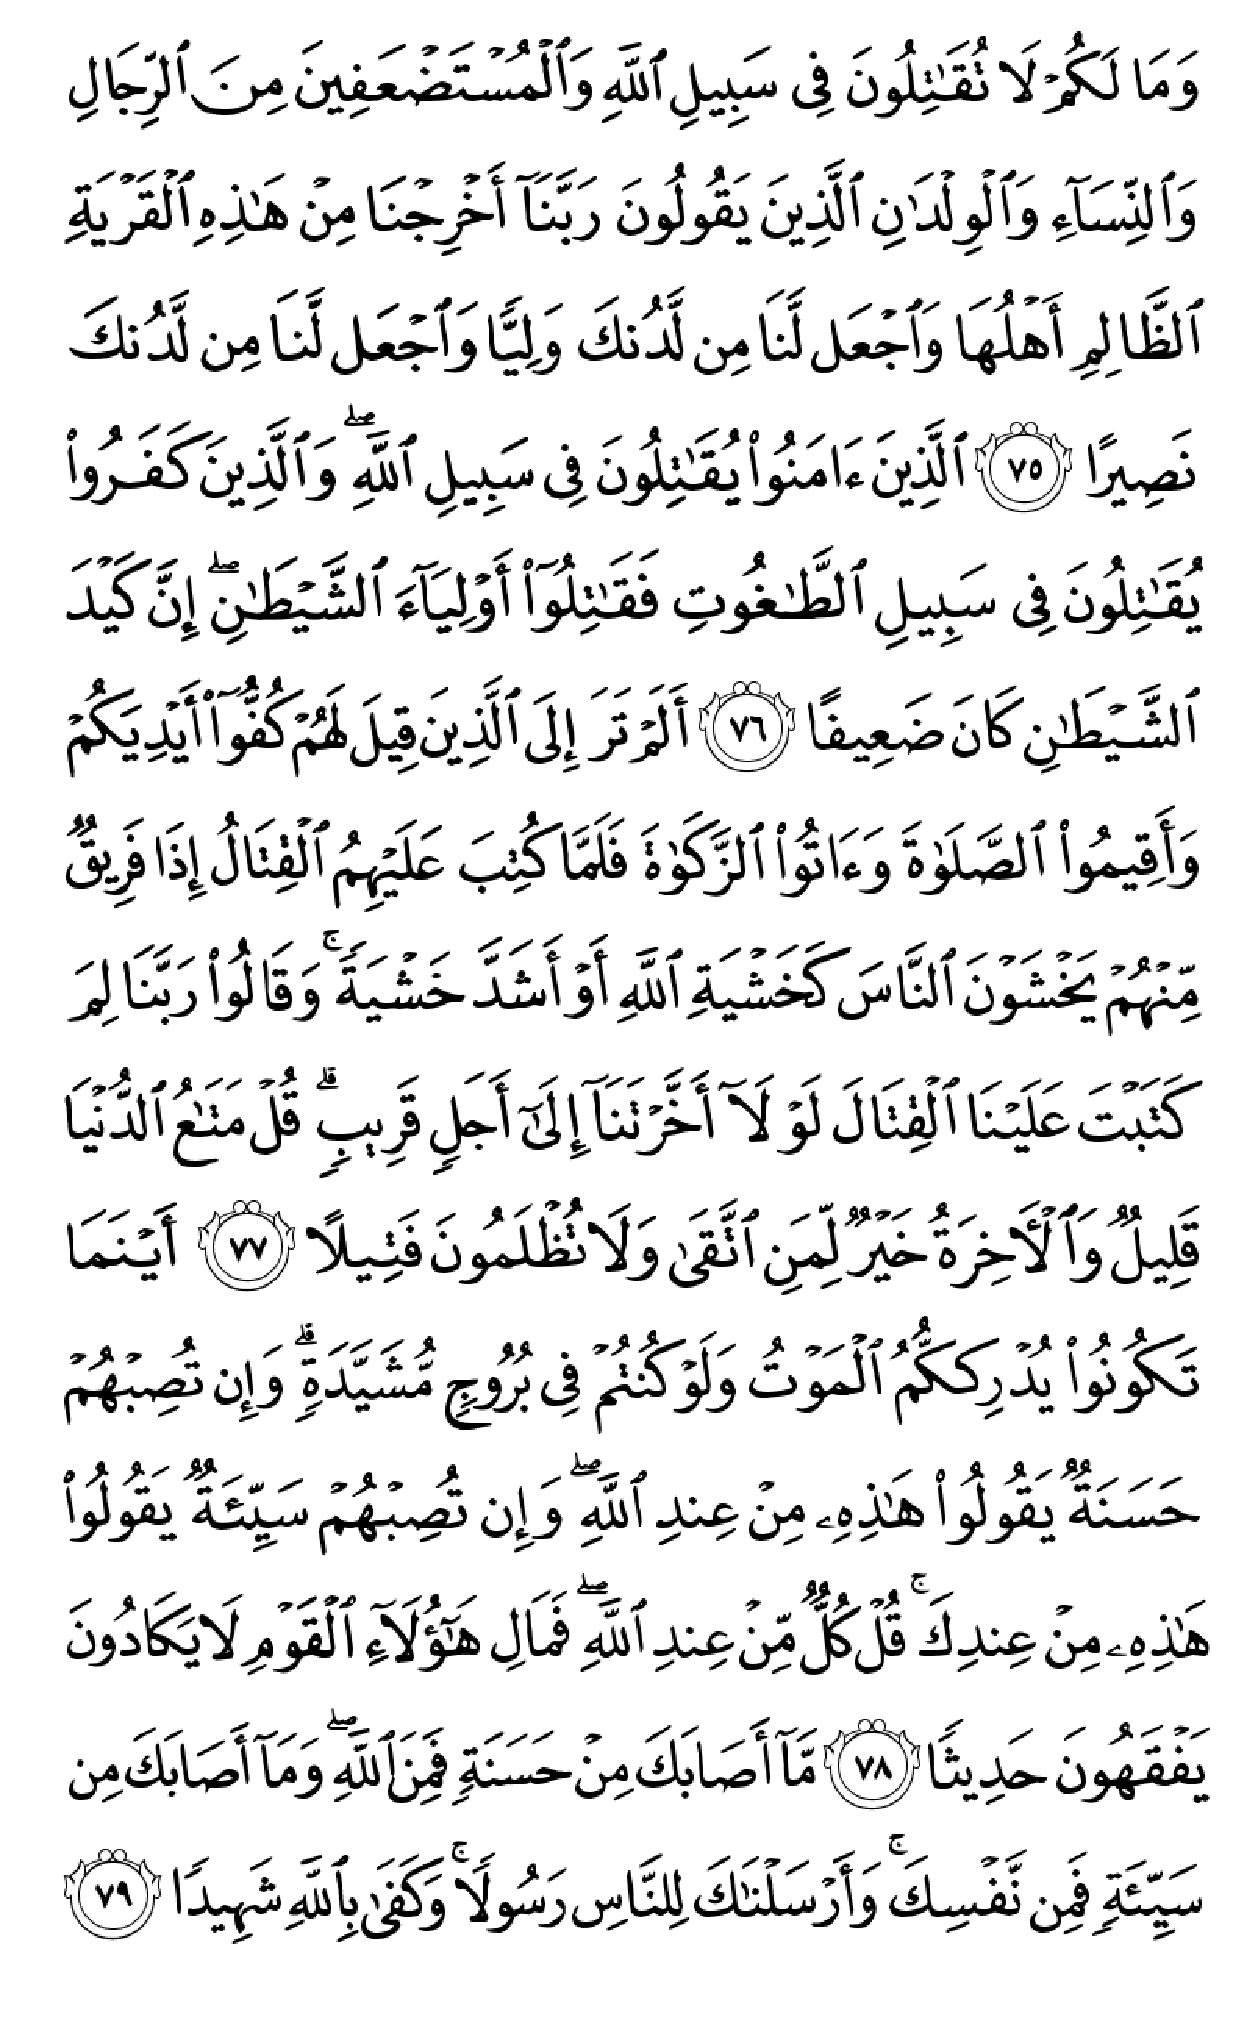 وَمَا لَكُمْ لَا تُقَٰتِلُونَ فِى سَبِيلِ ٱللَّهِ وَٱلْمُسْتَضْعَفِينَ مِنَ ٱلرِّجَالِ
وَٱلنِّسَآءِ وَٱلْوِلْدَٰنِ ٱلَّذِينَ يَقُولُونَ رَبَّنَآ أَخْرِجْنَا مِنْ هَٰذِهِ ٱلْقَرْيَةِ
ٱلظَّالِمِ أَهْلُهَا وَٱجْعَل لَّنَا مِن لَّدُنكَ وَلِيًّا وَٱجْعَل لَّنَا مِن لَّدُنكَ
نَصِيرًا ٧٥ ٱلَّذِينَ ءَامَنُوا۟ يُقَٰتِلُونَ فِى سَبِيلِ ٱللَّهِ ۖ وَٱلَّذِينَ كَفَرُوا۟
يُقَٰتِلُونَ فِى سَبِيلِ ٱلطَّٰغُوتِ فَقَٰتِلُوٓا۟ أَوْلِيَآءَ ٱلشَّيْطَٰنِ ۖ إِنَّ كَيْدَ
ٱلشَّيْطَٰنِ كَانَ ضَعِيفًا ٧٦ أَلَمْ تَرَ إِلَى ٱلَّذِينَ قِيلَ لَهُمْ كُفُّوٓا۟ أَيْدِيَكُمْ
وَأَقِيمُوا۟ ٱلصَّلَوٰةَ وَءَاتُوا۟ ٱلزَّكَوٰةَ فَلَمَّا كُتِبَ عَلَيْهِمُ ٱلْقِتَالُ إِذَا فَرِيقٌ
مِّنْهُمْ يَخْشَوْنَ ٱلنَّاسَ كَخَشْيَةِ ٱللَّهِ أَوْ أَشَدَّ خَشْيَةً ۚ وَقَالُوا۟ رَبَّنَا لِمَ
كَتَبْتَ عَلَيْنَا ٱلْقِتَالَ لَوْلَآ أَخَّرْتَنَآ إِلَىٰٓ أَجَلٍ قَرِيبٍ ۗ قُلْ مَتَٰعُ ٱلدُّنْيَا
قَلِيلٌ وَٱلْأَخِرَةُ خَيْرٌ لِّمَنِ ٱتَّقَىٰ وَلَا تُظْلَمُونَ فَتِيلًا ٧٧ أَيْنَمَا
تَكُونُوا۟ يُدْرِككُّمُ ٱلْمَوْتُ وَلَوْ كُنتُمْ فِى بُرُوجٍ مُّشَيَّدَةٍ ۗ وَإِن تُصِبْهُمْ
حَسَنَةٌ يَقُولُوا۟ هَٰذِهِۦ مِنْ عِندِ ٱللَّهِ ۖ وَإِن تُصِبْهُمْ سَيِّئَةٌ يَقُولُوا۟
هَٰذِهِۦ مِنْ عِندِكَ ۚ قُلْ كُلٌّ مِّنْ عِندِ ٱللَّهِ ۖ فَمَالِ هَٰٓؤُلَآءِ ٱلْقَوْمِ لَا يَكَادُونَ
يَفْقَهُونَ حَدِيثًا ٧٨ مَّآ أَصَابَكَ مِنْ حَسَنَةٍ فَمِنَ ٱللَّهِ ۖ وَمَآ أَصَابَكَ مِن
سَيِّئَةٍ فَمِن نَّفْسِكَ ۚ وَأَرْسَلْنَٰكَ لِلنَّاسِ رَسُولًا ۚ وَكَفَىٰ بِٱللَّهِ شَهِيدًا ٧٩